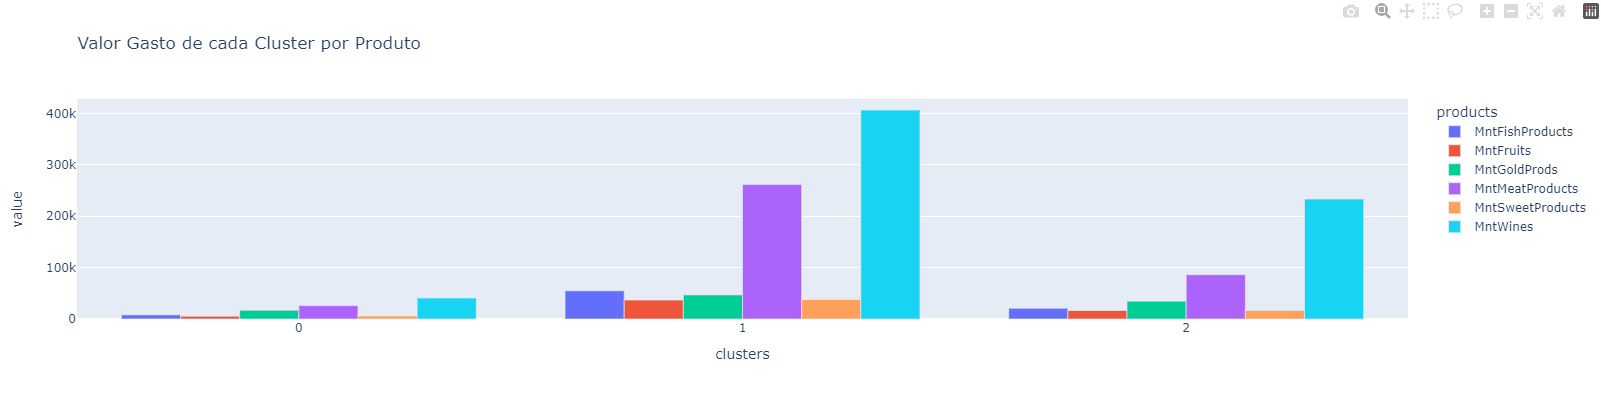 Valor Gasto de cada Cluster por Produto
400k
300k
200k
100k
0
value
0
1
2
clusters
products
MntFishProducts
MntFruits
MntGoldProds
MntMeatProducts
MntSweetProducts
MntWines